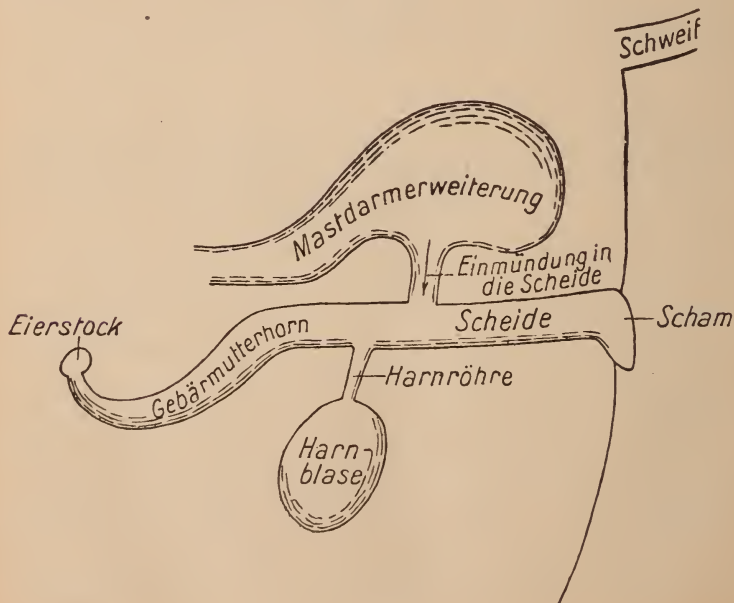 Schweif
Mastdarmerweiterung
Einmündung in
die Scheide
Eierstock
Gebärmutterhorn
Scheide
Scham
Harnröhre
Harn-
blase